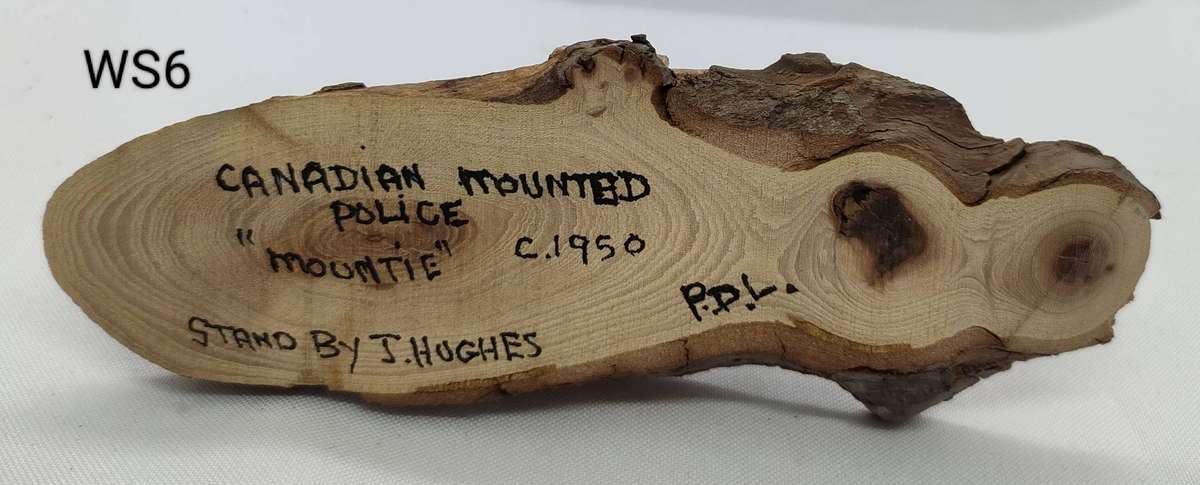 WS6
CANADIAN MOUNTED
POLiCE
"MOUNTiE" C.1950
P.D.L.
STAND By J.HUGHES